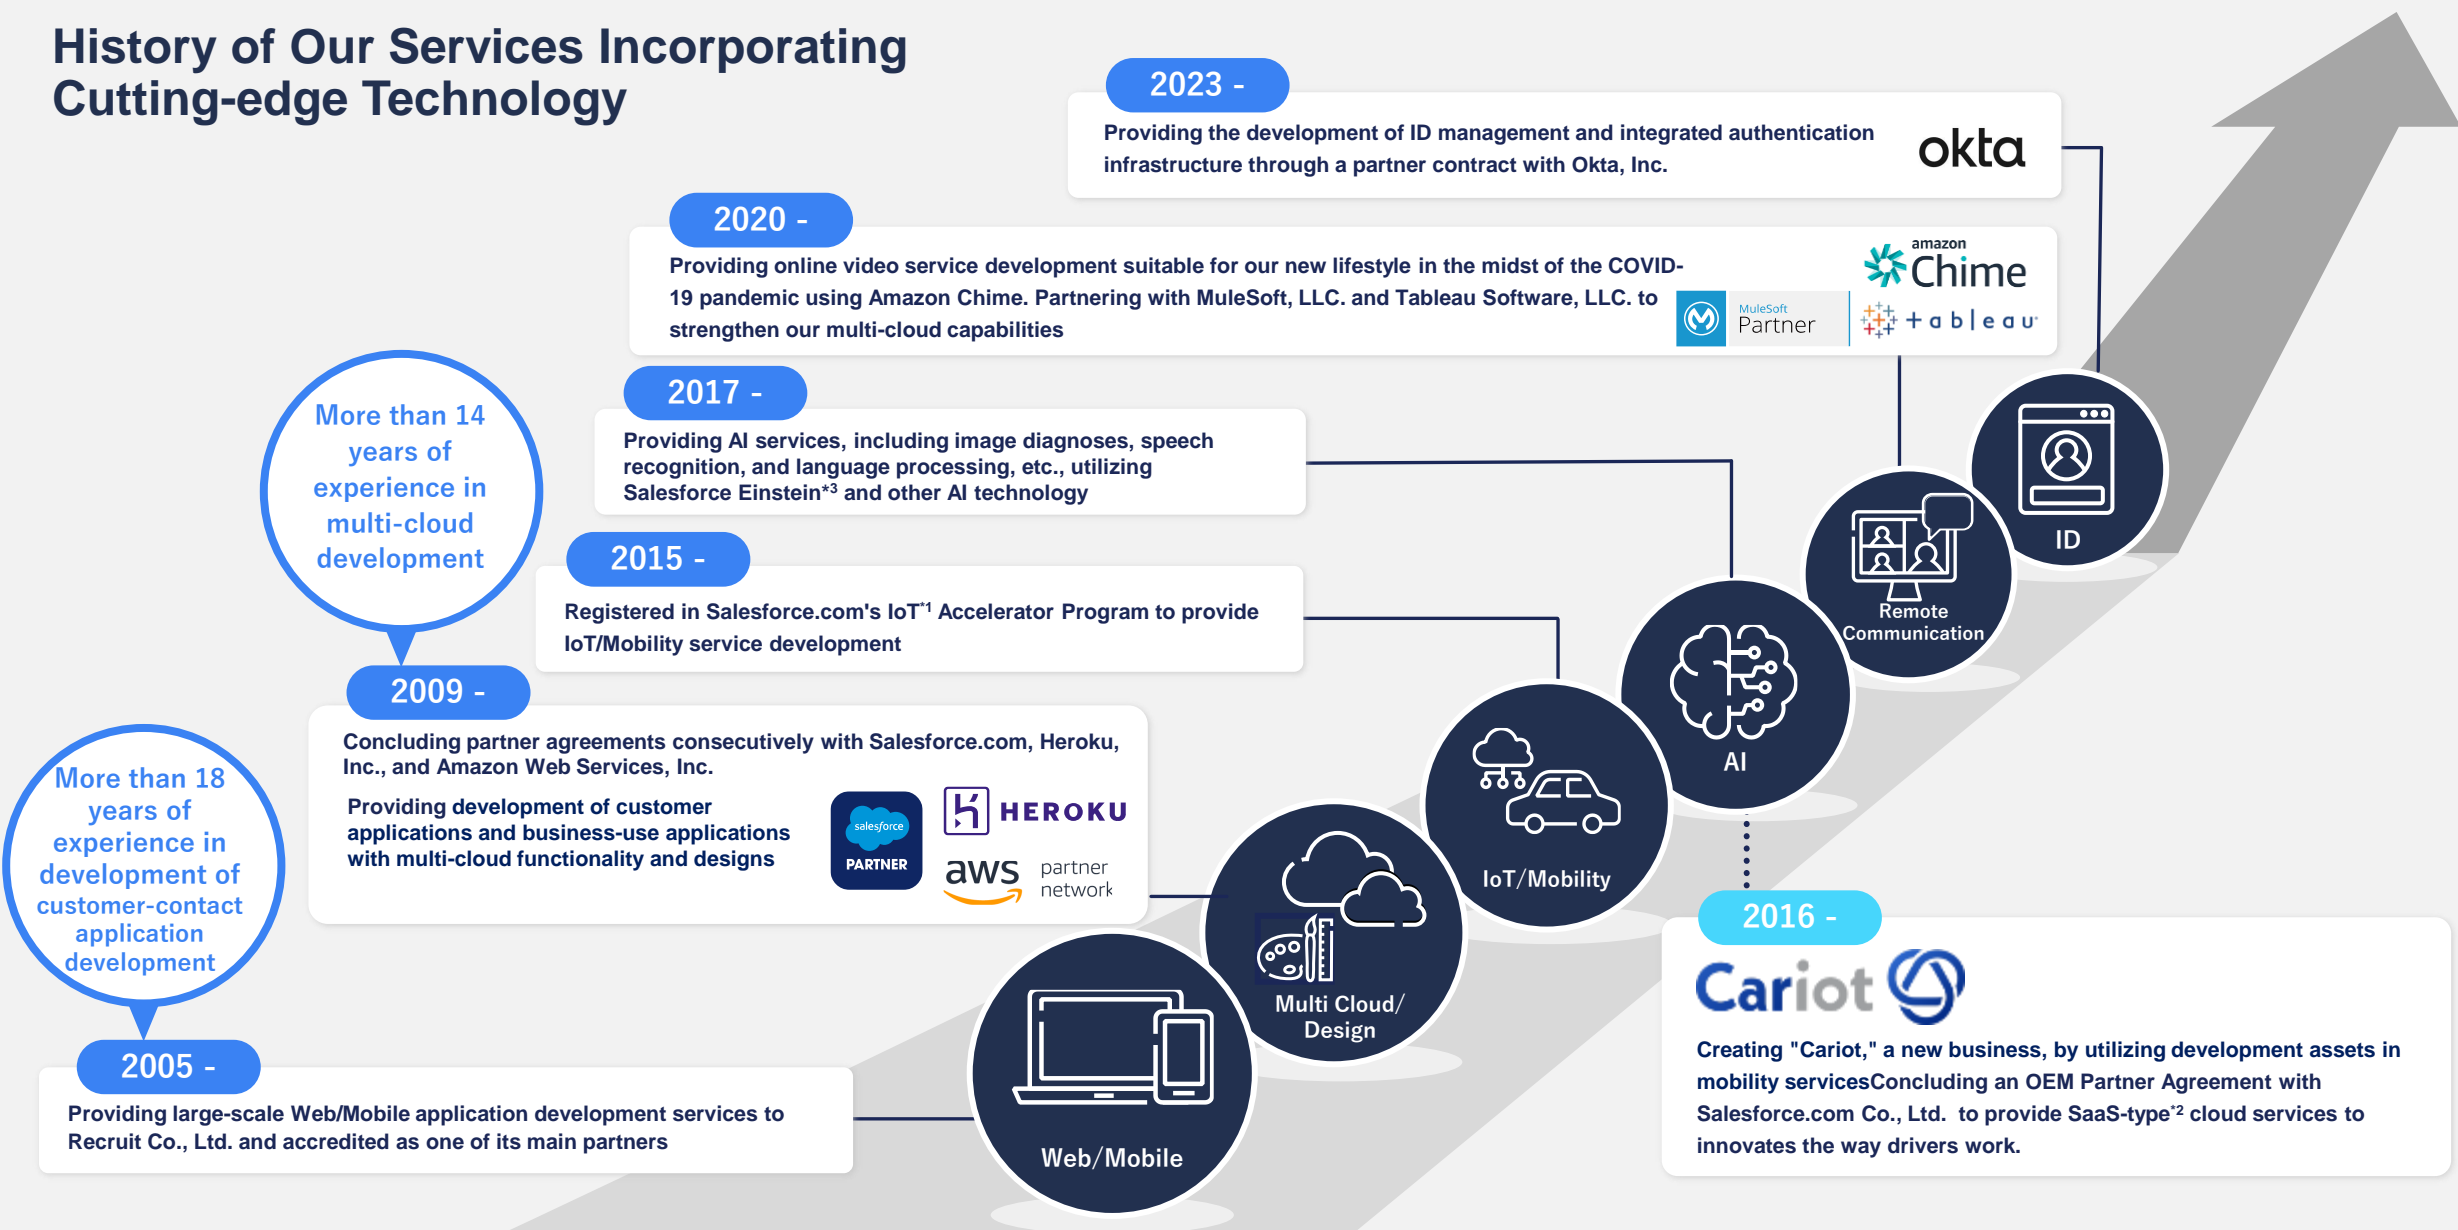 History of Our Services Incorporating
Cutting-edge Technology
2023 -
Providing the development of ID management and integrated authentication
infrastructure through a partner contract with Okta, Inc.
okta
2020 -
Providing online video service development suitable for our new lifestyle in the midst of the COVID-
19 pandemic using Amazon Chime. Partnering with MuleSoft, LLC. and Tableau Software, LLC. to
strengthen our multi-cloud capabilities
amazon
Chime
MuleSoft
Partner
+ableau
2017 -
Providing AI services, including image diagnoses, speech
recognition, and language processing, etc., utilizing
Salesforce Einstein*3 and other AI technology
More than 14
years of
experience in
multi-cloud
development
2015 -
Registered in Salesforce.com's IoT*1 Accelerator Program to provide
IoT/Mobility service development
2009 -
Concluding partner agreements consecutively with Salesforce.com, Heroku,
Inc., and Amazon Web Services, Inc.
Providing development of customer
applications and business-use applications
with multi-cloud functionality and designs
salesforce
PARTNER
HEROKU
aws
partner
network
More than 18
years of
experience in
development of
customer-contact
application
development
2005 -
Providing large-scale Web/Mobile application development services to
Recruit Co., Ltd. and accredited as one of its main partners
Web/Mobile
Multi Cloud/
Design
IoT/Mobility
AI
Remote
Communication
ID
2016 -
Cariot
Creating "Cariot," a new business, by utilizing development assets in
mobility servicesConcluding an OEM Partner Agreement with
Salesforce.com Co., Ltd.  to provide SaaS-type*2 cloud services to
innovates the way drivers work.